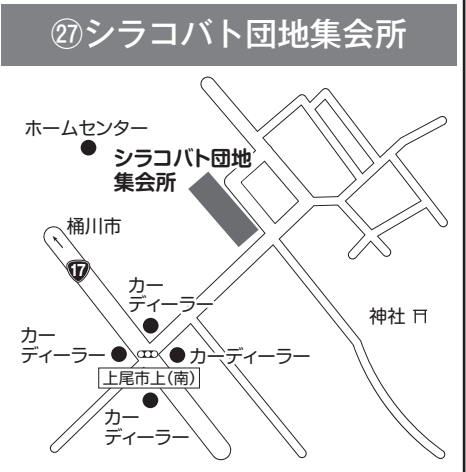 ㉗シラコバト団地集会所
ホームセンター
シラコバト団地
集会所
桶川市
17
カー
ディーラー
神社
カー
ディーラー
カーディーラー
上尾市上(南)
カー
ディーラー